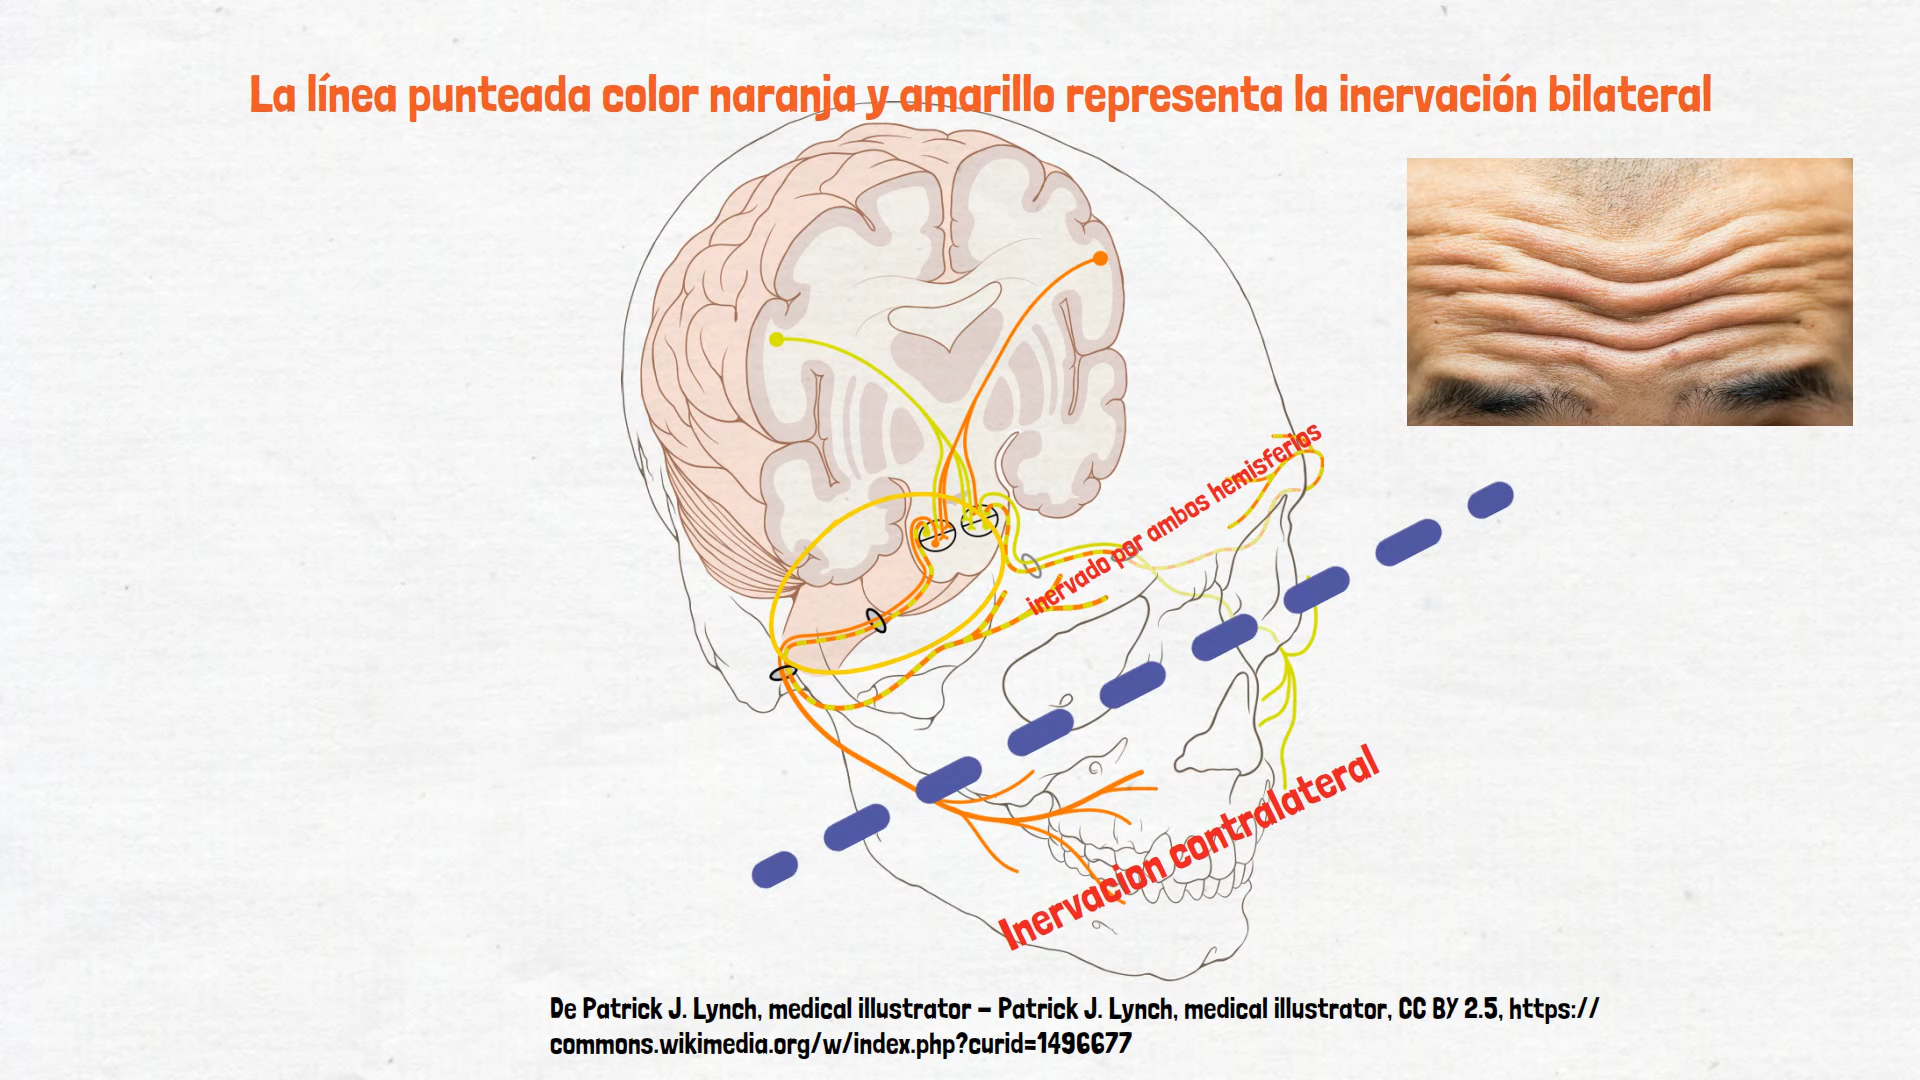 La línea punteada color naranja y amarillo representa la inervación bilateral
inervado por ambos hemisferios
Inervacion contralateral
De Patrick J. Lynch, medical illustrator – Patrick J. Lynch, medical illustrator, CC BY 2.5, https://
commons.wikimedia.org/w/index.php?curid=1496677